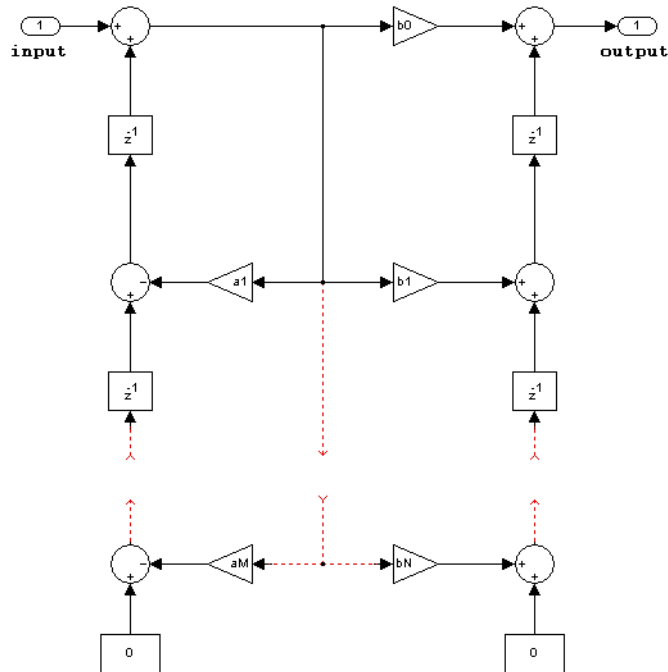 1 + + b0 + + 1
input output
z-1 z-1
- + a1 b1 + +
z-1 z-1
- + aM bN + +
0 0